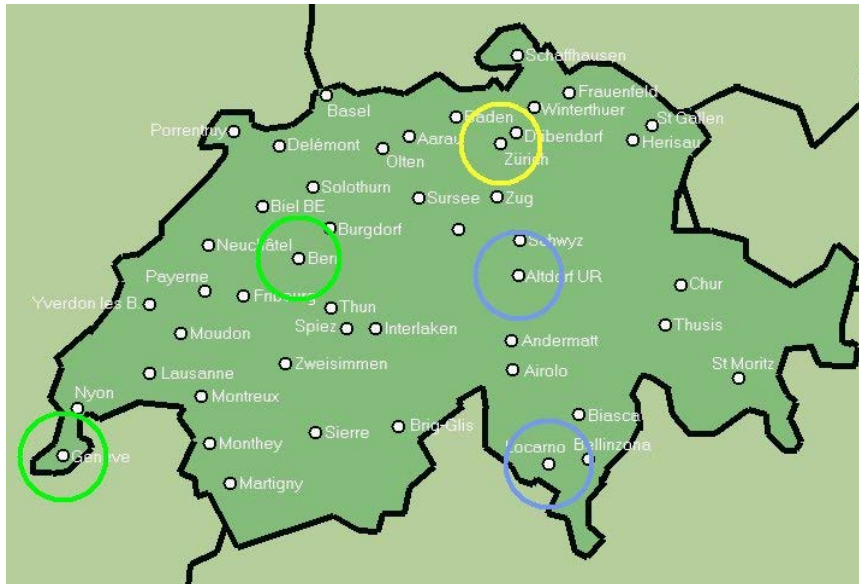 Schaffhausen
Frauenfeld
Basel
Winterthuer
Baden
St Gallen
Porrentruy
Aarau
Dübendorf
Delémont
Herisau
Olten
Zürich
Solothurn
Sursee
Zug
Biel BE
Burgdorf
Neuchâtel
Schwyz
Bern
Altdorf UR
Payerne
Chur
Fribourg
Yverdon les B.
Thun
Spiez
Interlaken
Thusis
Moudon
Andermatt
Zweisimmen
Airolo
Lausanne
St Moritz
Nyon
Montreux
Biasca
Brig-Glis
Sierre
Monthey
Locarno
Bellinzona
Genève
Martigny